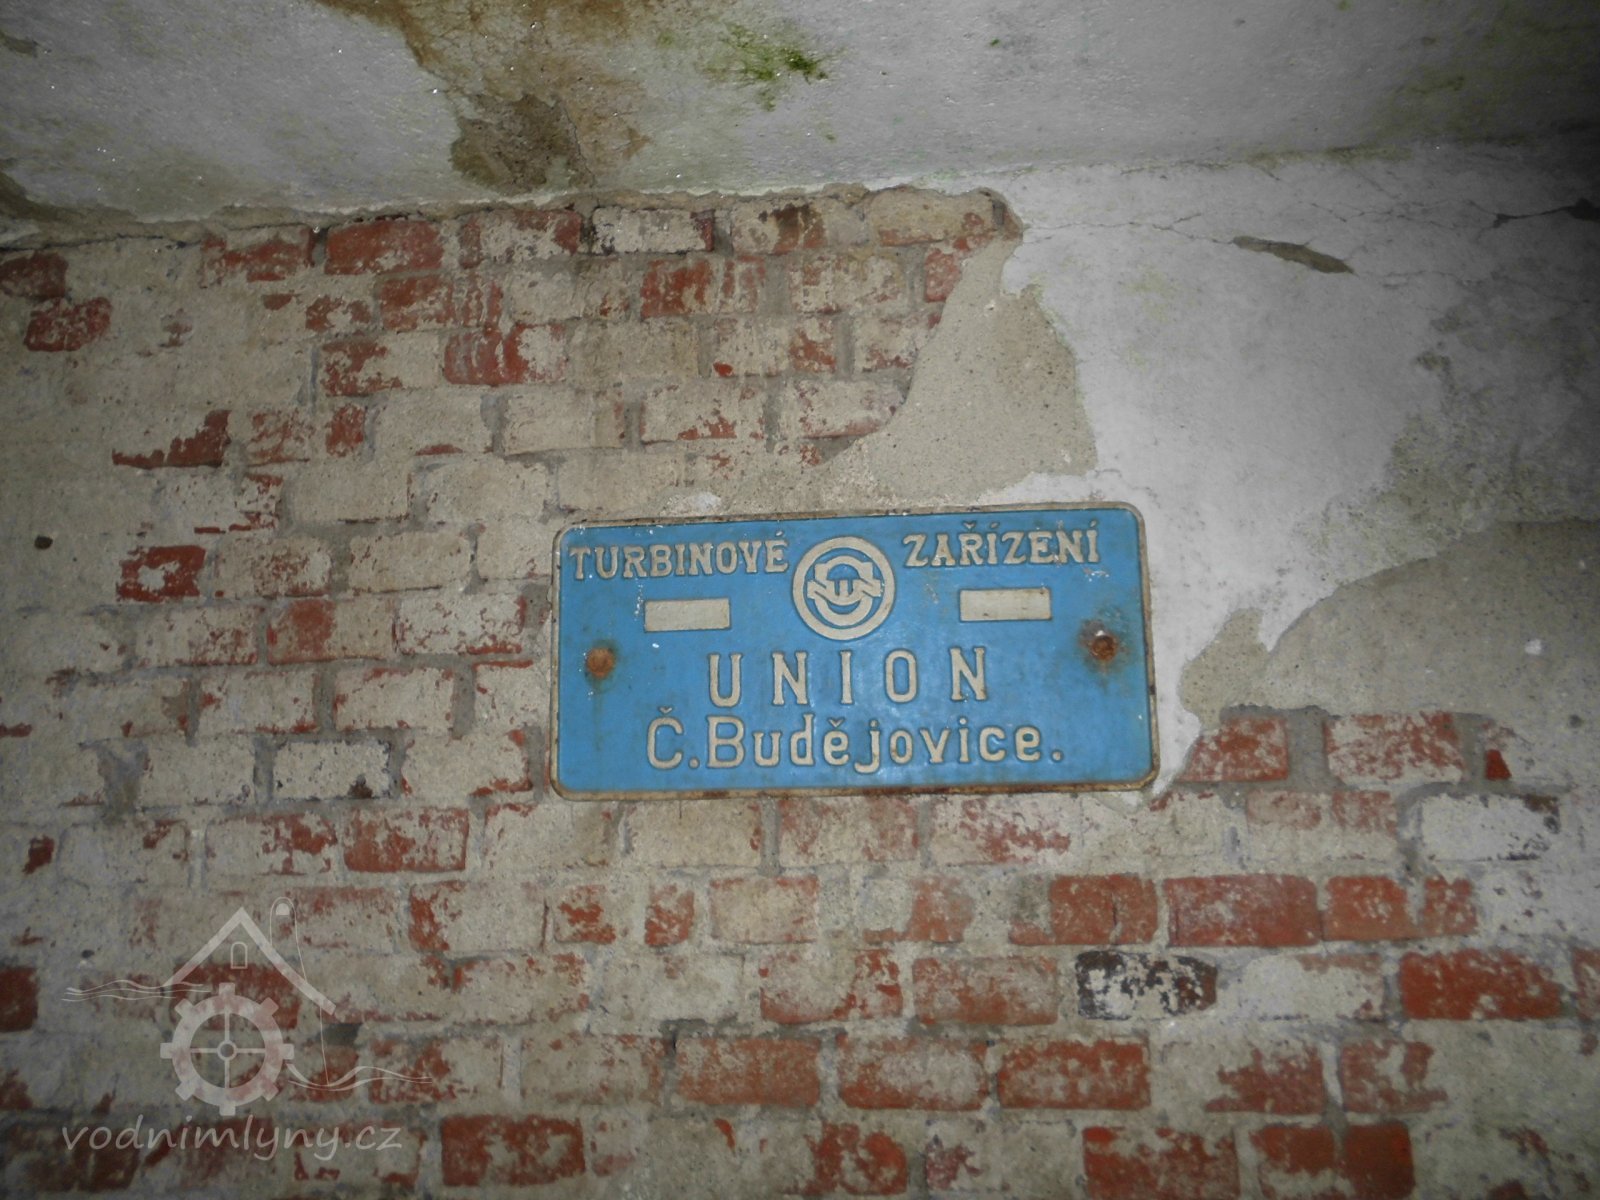 TURBINOVÉ ZAŘÍZENÍ
UNION
Č.Budějovice.
vodnimlyny.cz